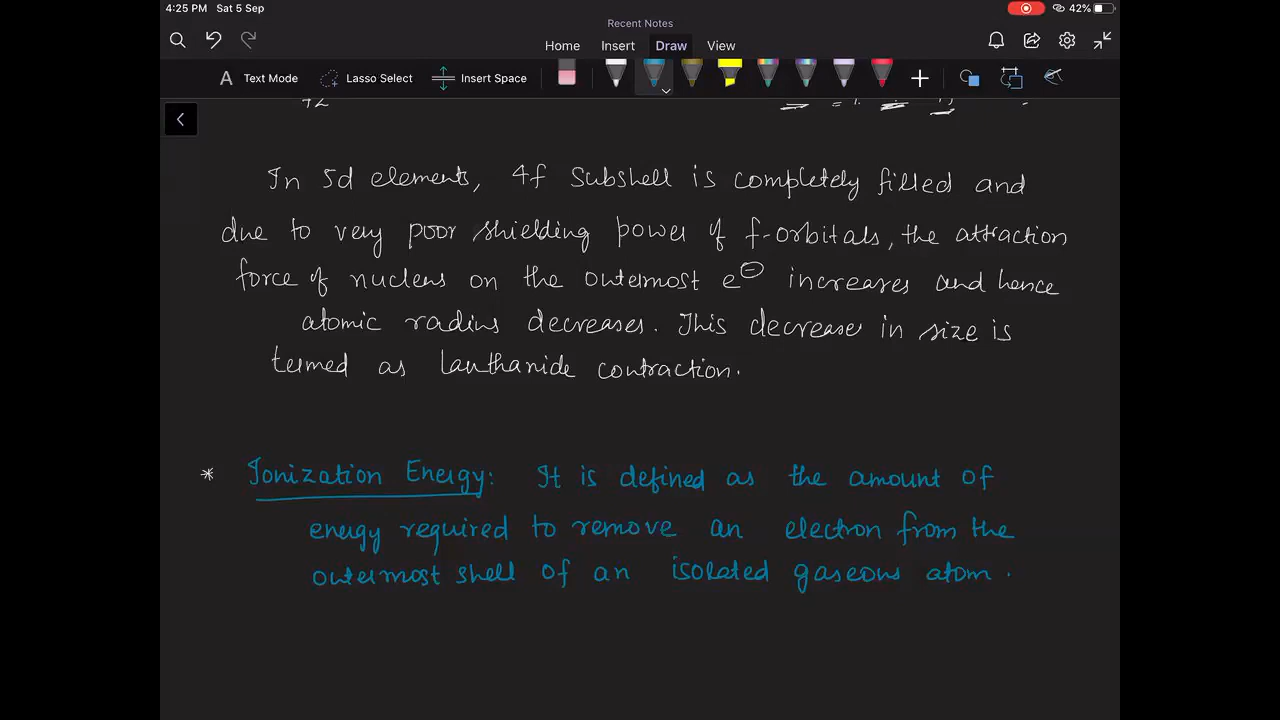 4:25 PM Sat 5 Sep
42%
Recent Notes
Home Insert Draw View
Text Mode Lasso Select Insert Space
In 5d elements, 4f Subshell is completely filled and
due to very poor shielding power of f-orbitals, the attraction
force of nucleus on the outermost e⊖ increases and hence
atomic radius decreases. This decrease in size is
termed as lanthanide contraction.
* Ionization Energy: It is defined as the amount of
energy required to remove an electron from the
outermost shell of an isolated gaseous atom.